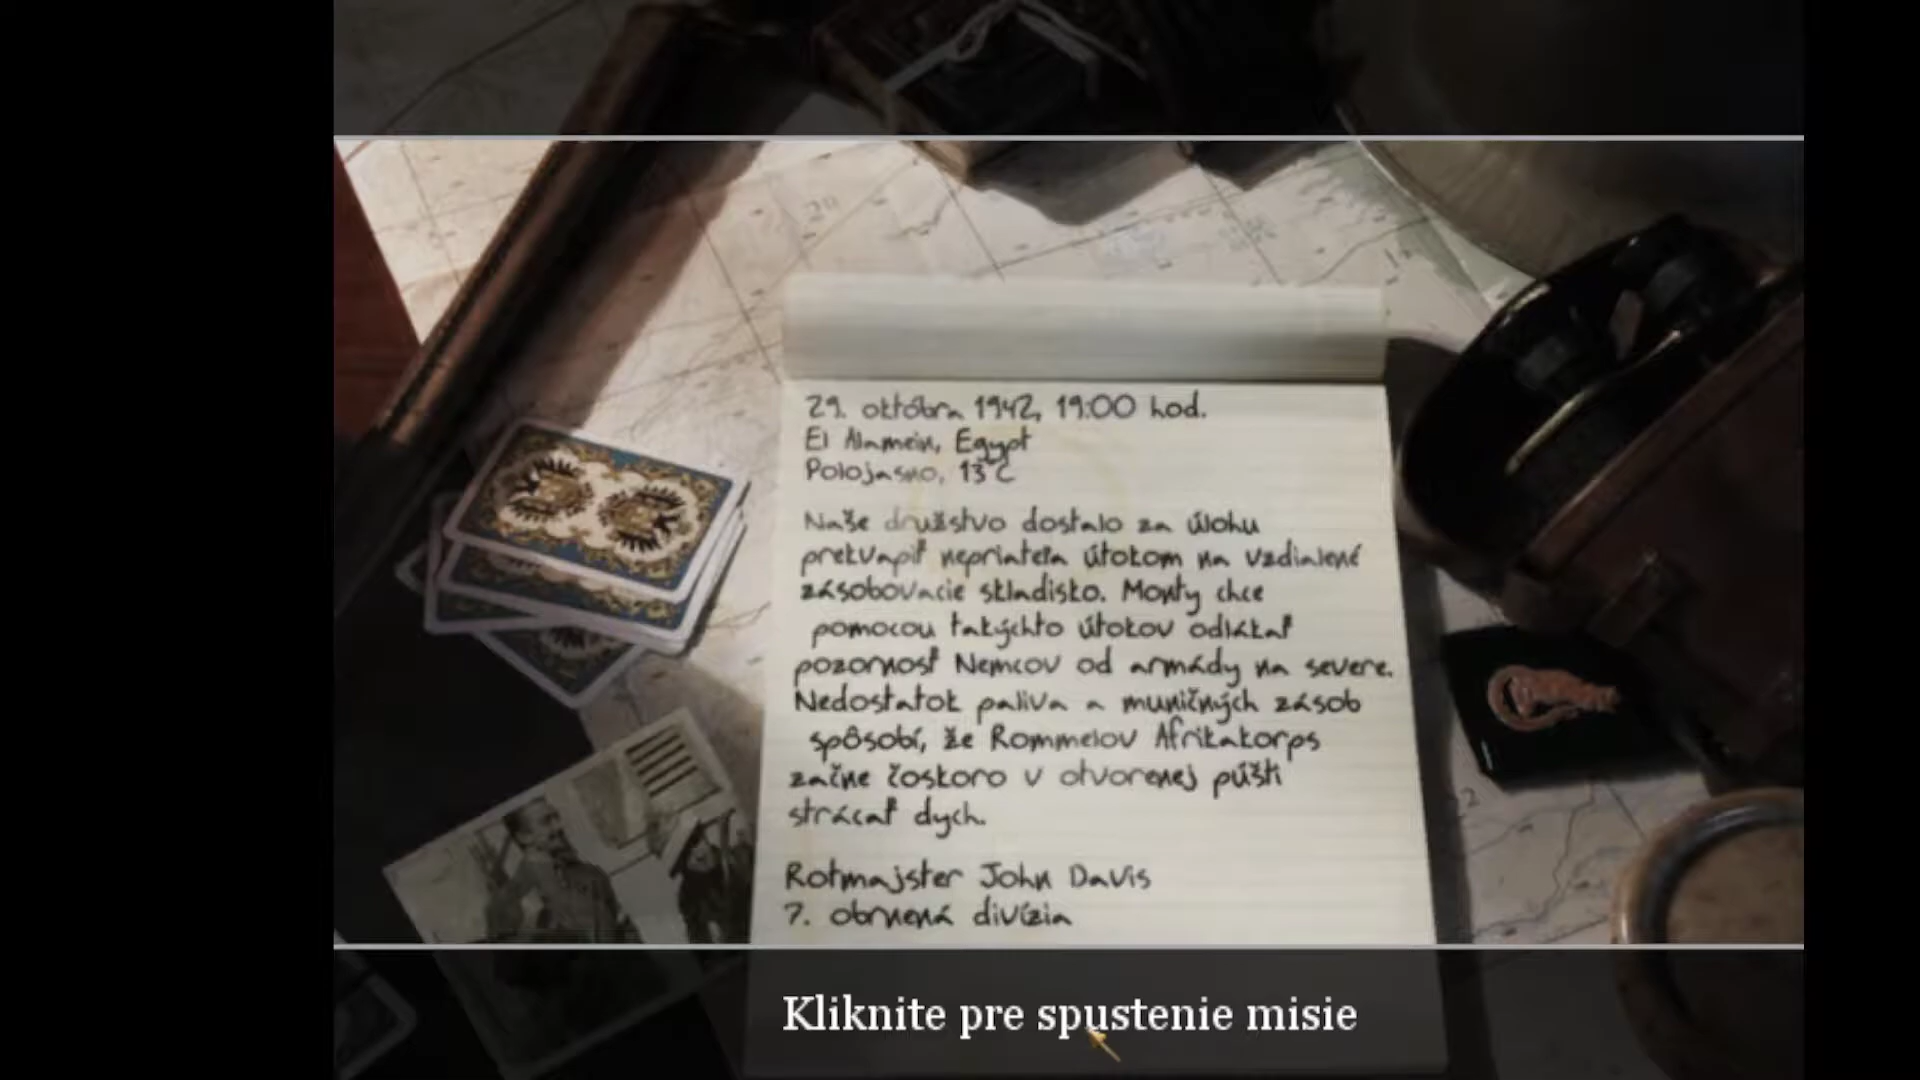 29. októbra 1942, 19:00 hod.
El Alamein, Egypt
Polojasno, 13°C
Naše družstvo dostalo za úlohu
prekvapiť nepriateľa útokom na vzdialené
zásobovacie skladisko. Monty chce
pomocou takýchto útokov odlákať
pozornosť Nemcov od armády na severe.
Nedostatok paliva a muničných zásob
spôsobí, že Rommelov Afrikakorps
začne čoskoro v otvorenej púšti
strácať dych.
Rotmajster John Davis
7. obrnená divízia
Kliknite pre spustenie misie